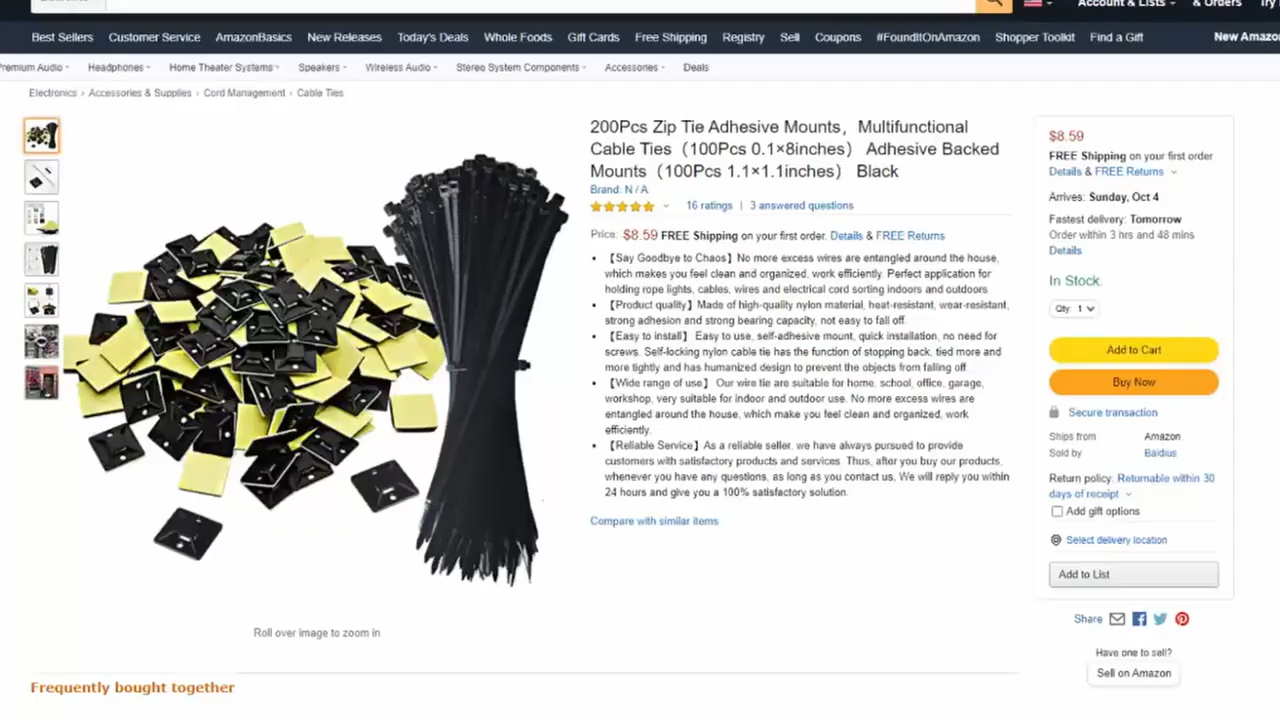 Account & Lists
& Orders
Try
Best Sellers Customer Service AmazonBasics New Releases Today's Deals Whole Foods Gift Cards Free Shipping Registry Sell Coupons #FoundItOnAmazon Shopper Toolkit Find a Gift New Amazon
Premium Audio Headphones Home Theater Systems Speakers Wireless Audio Stereo System Components Accessories Deals
Electronics › Accessories & Supplies › Cord Management › Cable Ties
200Pcs Zip Tie Adhesive Mounts，Multifunctional
Cable Ties（100Pcs 0.1×8inches） Adhesive Backed
Mounts（100Pcs 1.1×1.1inches） Black
Brand: N / A
16 ratings | 3 answered questions
Price: $8.59 FREE Shipping on your first order. Details & FREE Returns
• 【Say Goodbye to Chaos】No more excess wires are entangled around the house,
which makes you feel clean and organized, work efficiently. Perfect application for
holding rope lights, cables, wires and electrical cord sorting indoors and outdoors.
• 【Product quality】Made of high-quality nylon material, heat-resistant, wear-resistant,
strong adhesion and strong bearing capacity, not easy to fall off.
• 【Easy to install】Easy to use, self-adhesive mount, quick installation, no need for
screws. Self-locking nylon cable tie has the function of stopping back, tied more and
more tightly and has humanized design to prevent the objects from falling off.
• 【Wide range of use】Our wire tie are suitable for home, school, office, garage,
workshop, very suitable for indoor and outdoor use. No more excess wires are
entangled around the house, which make you feel clean and organized, work
efficiently.
• 【Reliable Service】As a reliable seller, we have always pursued to provide
customers with satisfactory products and services. Thus, after you buy our products,
whenever you have any questions, as long as you contact us, We will reply you within
24 hours and give you a 100% satisfactory solution.
Compare with similar items
Roll over image to zoom in
Frequently bought together
$8.59
FREE Shipping on your first order
Details & FREE Returns
Arrives: Sunday, Oct 4
Fastest delivery: Tomorrow
Order within 3 hrs and 48 mins
Details
In Stock.
Qty: 1
Add to Cart
Buy Now
Secure transaction
Ships from Amazon
Sold by Baidius
Return policy: Returnable within 30
days of receipt
Add gift options
Select delivery location
Add to List
Share
Have one to sell?
Sell on Amazon